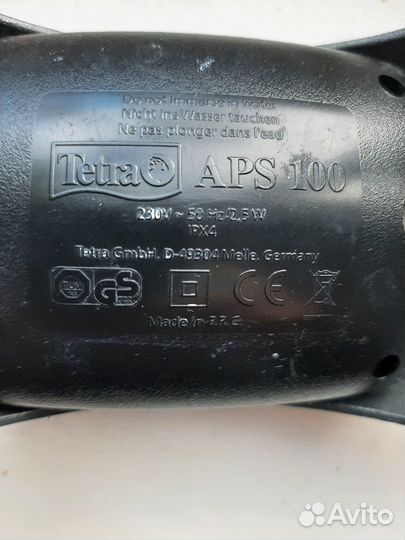 Do not immerse in water
Nicht ins Wasser tauchen
Ne pas plonger dans l'eau
Tetra APS 100
230V ~ 50 Hz/2,5W
IPX4
Tetra GmbH, D-49304 Melle, Germany
GS CE
Made in P.R.C.
Avito